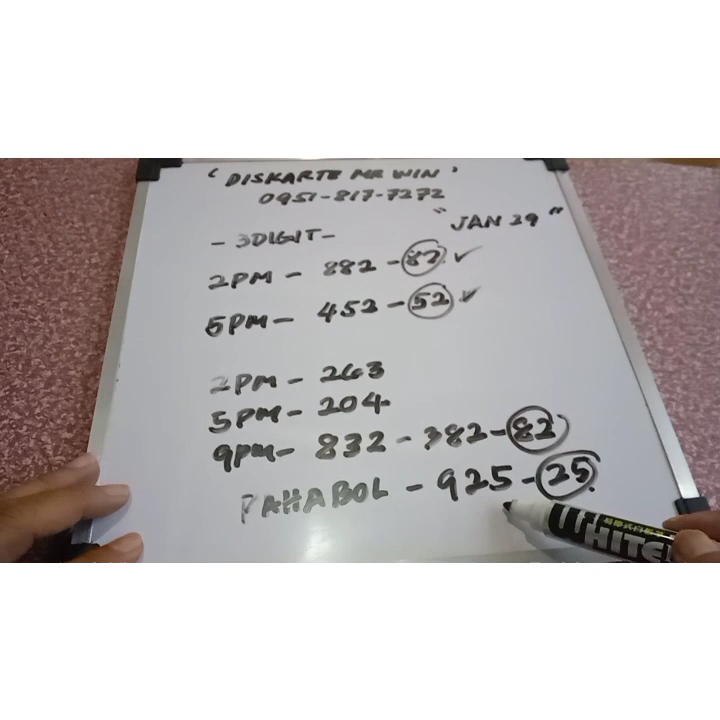 " DISKARTE MR WIN "
0951-817-7272
" JAN 29 "
- 3DIGIT -
2PM - 882 - 82 ✓
5PM - 452 - 52 ✓
2PM - 263
5PM - 204
9PM - 832 - 382 - 82
PAHABOL - 925 - 25
WHITE